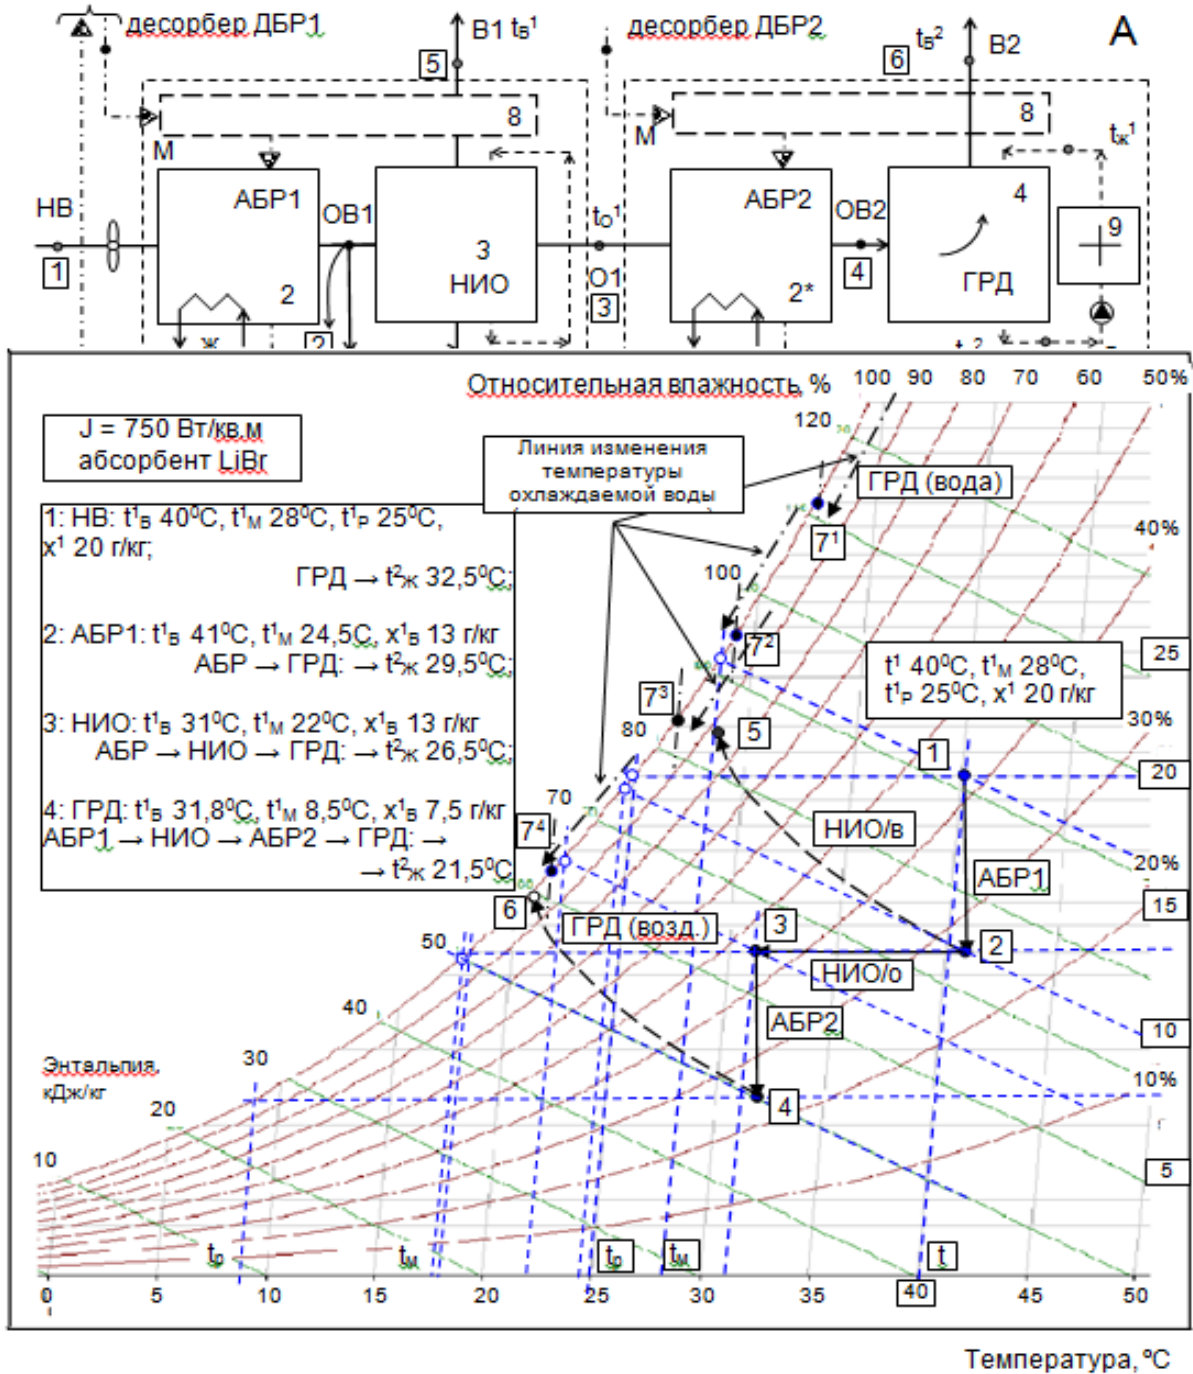 десорбер ДБР1
В1 tв¹
десорбер ДБР2
tв²
В2
А
5
6
8
8
М
М
tж¹
НВ
АБР1
ОВ1
tо¹
АБР2
ОВ2
4
9
1
3
НИО
О1
3
4
ГРД
2
2*
Ж
2
Относительная влажность, %
100 90 80 70 60 50%
J = 750 Вт/кв.м
абсорбент LiBr
120
Линия изменения
температуры
охлаждаемой воды
ГРД (вода)
1: НВ: t¹в 40⁰С, t¹м 28⁰С, t¹р 25⁰С,
х¹ 20 г/кг;
ГРД → t²ж 32,5⁰С;
2: АБР1: t¹в 41⁰С, t¹м 24,5С, х¹в 13 г/кг
АБР → ГРД: → t²ж 29,5⁰С;
3: НИО: t¹в 31⁰С, t¹м 22⁰С, х¹в 13 г/кг
АБР → НИО → ГРД: → t²ж 26,5⁰С;
4: ГРД: t¹в 31,8⁰С, t¹м 8,5⁰С, х¹в 7,5 г/кг
АБР1 → НИО → АБР2 → ГРД: →
→ t²ж 21,5⁰С
7¹
40%
100
7²
t¹ 40⁰С, t¹м 28⁰С,
t¹р 25⁰С, х¹ 20 г/кг
25
7³
30%
80
5
1
20
70
7⁴
НИО/в
20%
АБР1
15
6
ГРД (возд.)
3
2
50
НИО/о
40
АБР2
10
30
Энтальпия,
кДж/кг
10%
20
4
10
5
tр
tм
tр
tм
t
0 5 10 15 20 25 30 35 40 45 50
Температура, ⁰С